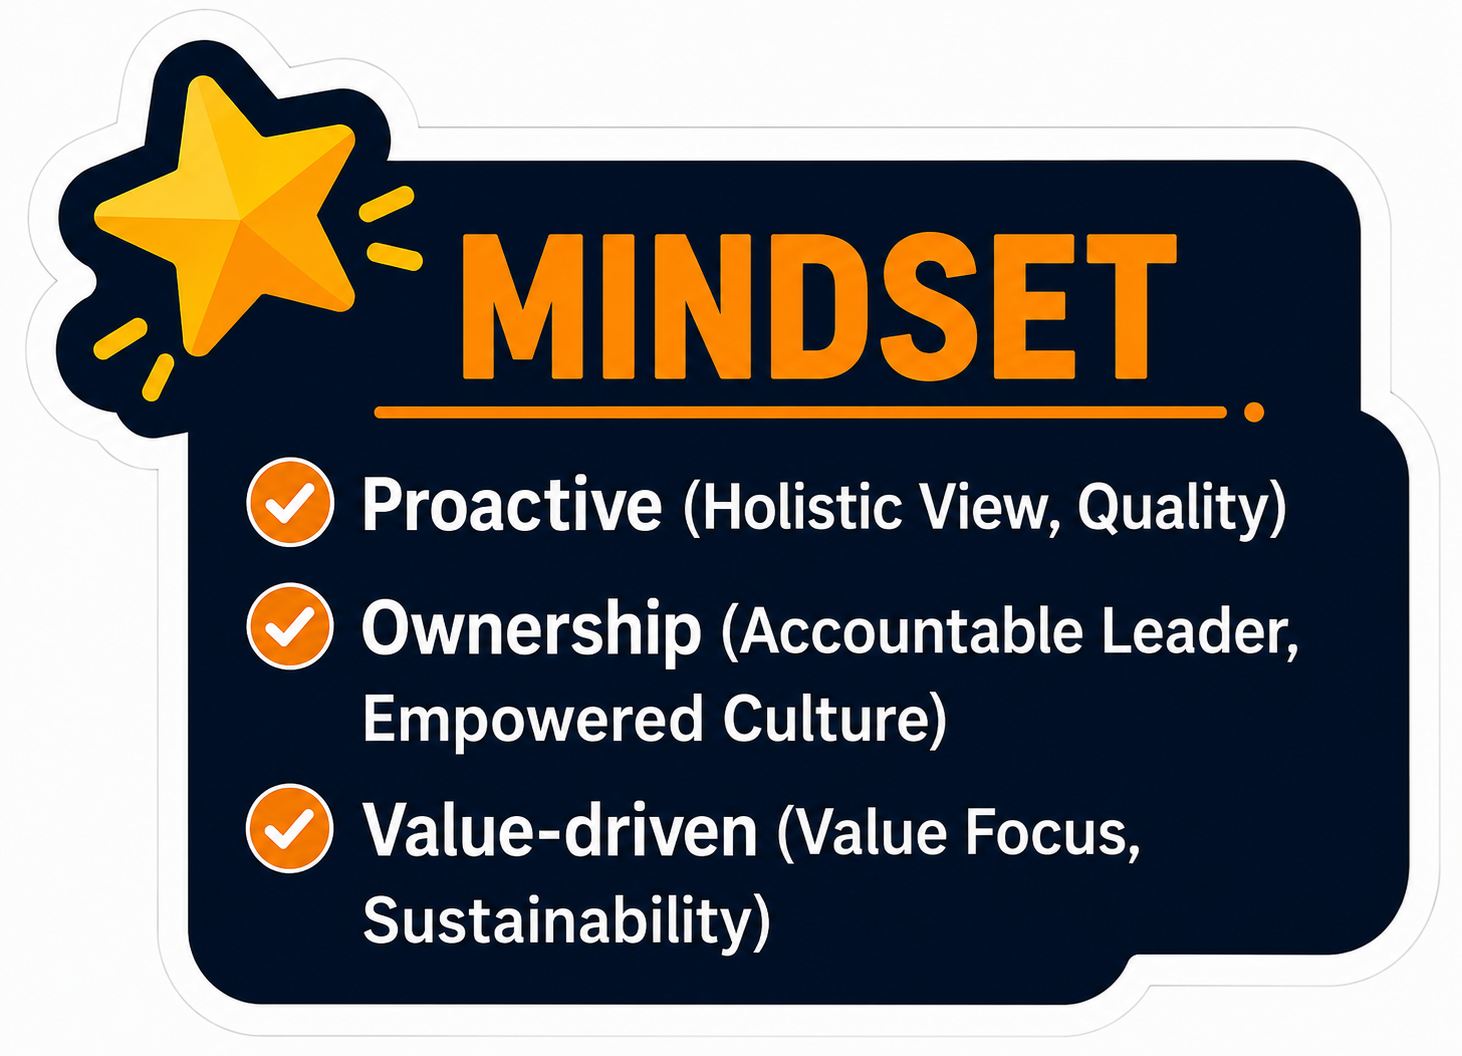 MINDSET
Proactive (Holistic View, Quality)
Ownership (Accountable Leader,
Empowered Culture)
Value-driven (Value Focus,
Sustainability)